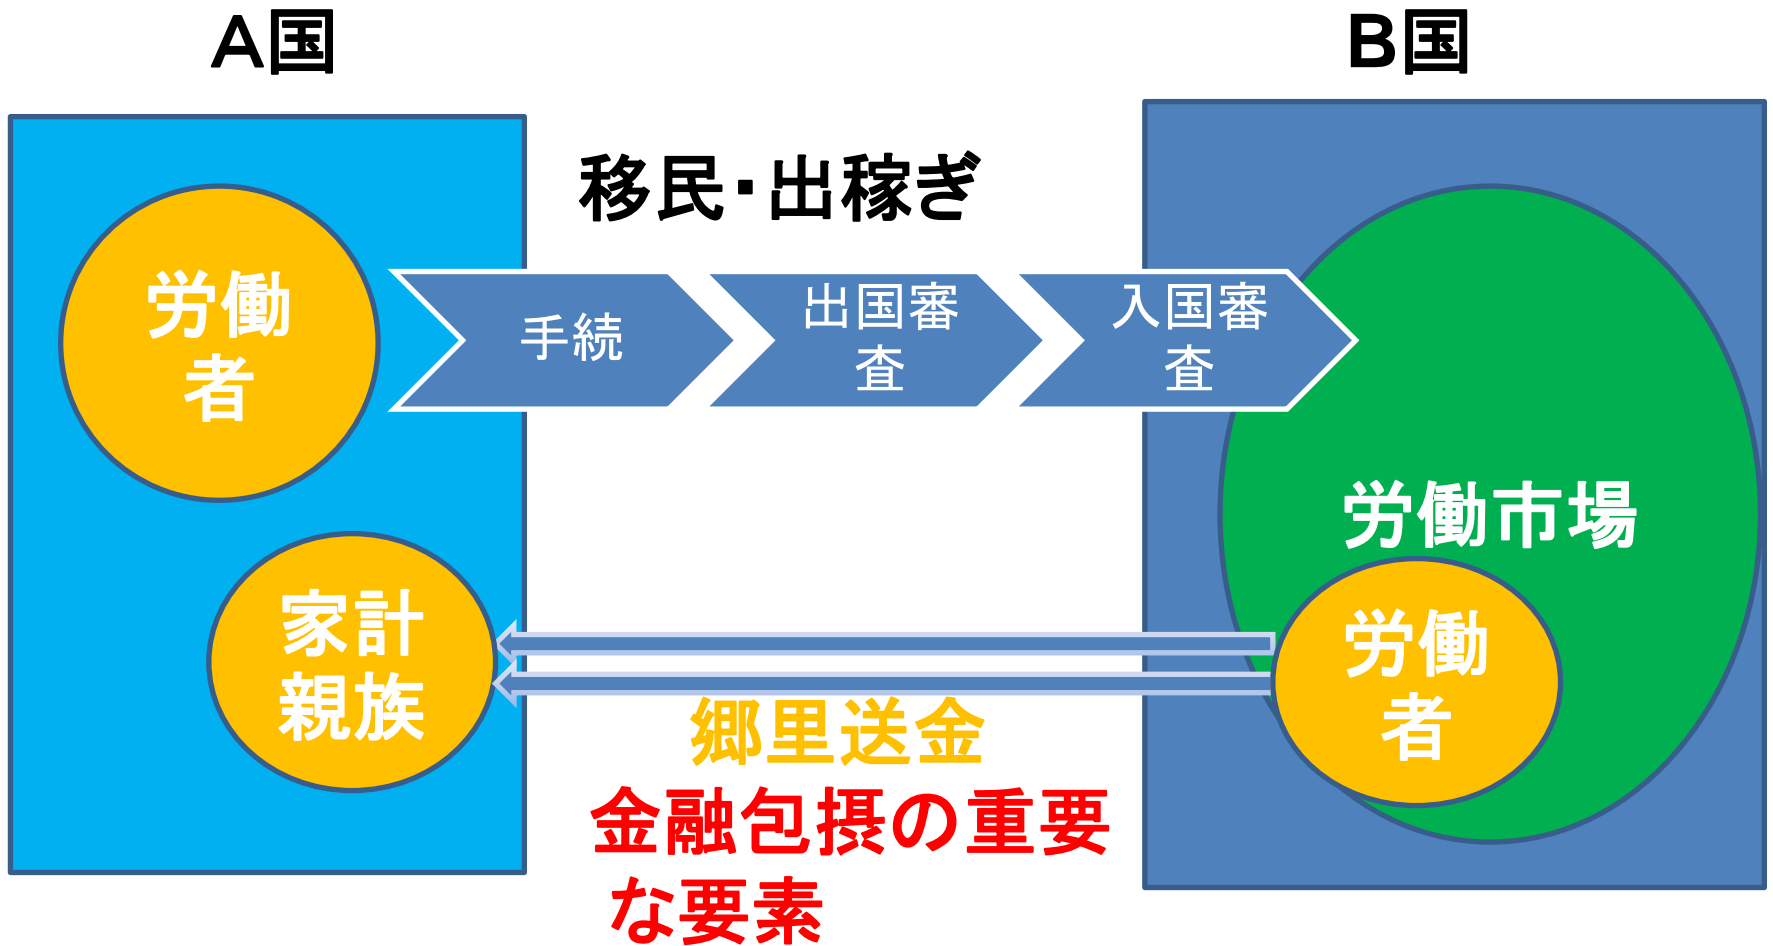 A国
B国
移民・出稼ぎ
労働
者
手続
出国審
査
入国審
査
労働市場
家計
親族
労働
者
郷里送金
金融包摂の重要
な要素